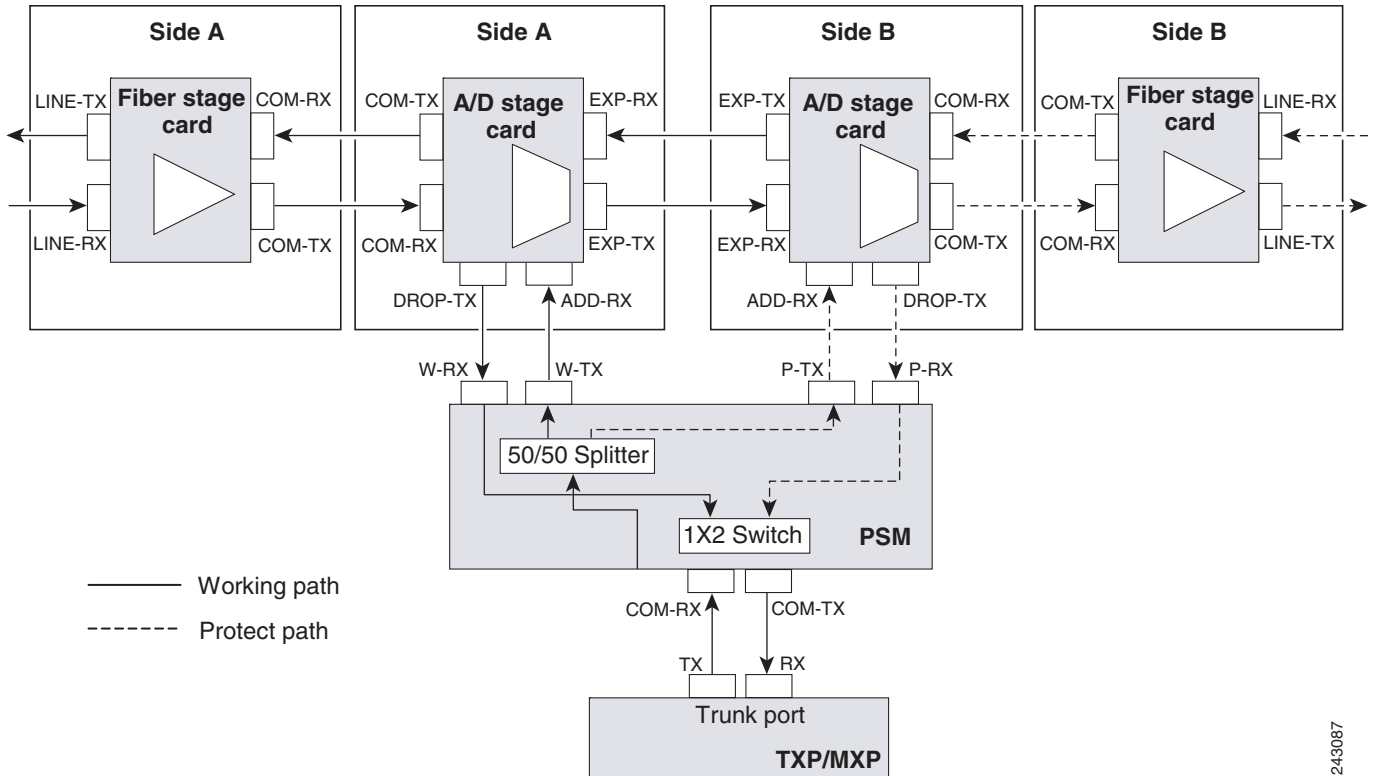 Side A
Side A
Side B
Side B
LINE-TX
Fiber stage
card
COM-RX
COM-TX
A/D stage
card
EXP-RX
EXP-TX
A/D stage
card
COM-RX
COM-TX
Fiber stage
card
LINE-RX
LINE-RX
COM-TX
COM-RX
EXP-TX
EXP-RX
COM-TX
COM-RX
LINE-TX
DROP-TX
ADD-RX
ADD-RX
DROP-TX
W-RX
W-TX
P-TX
P-RX
50/50 Splitter
1X2 Switch
PSM
Working path
Protect path
COM-RX
COM-TX
TX
RX
Trunk port
TXP/MXP
243087